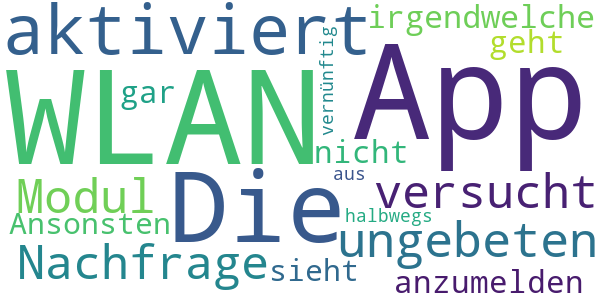 aktiviert irgendwelche
geht
WLAN App
gar vernünftig
nicht
aus
Modul Die versucht
Ansonsten halbwegs
ungebeten
Nachfrage sieht anzumelden